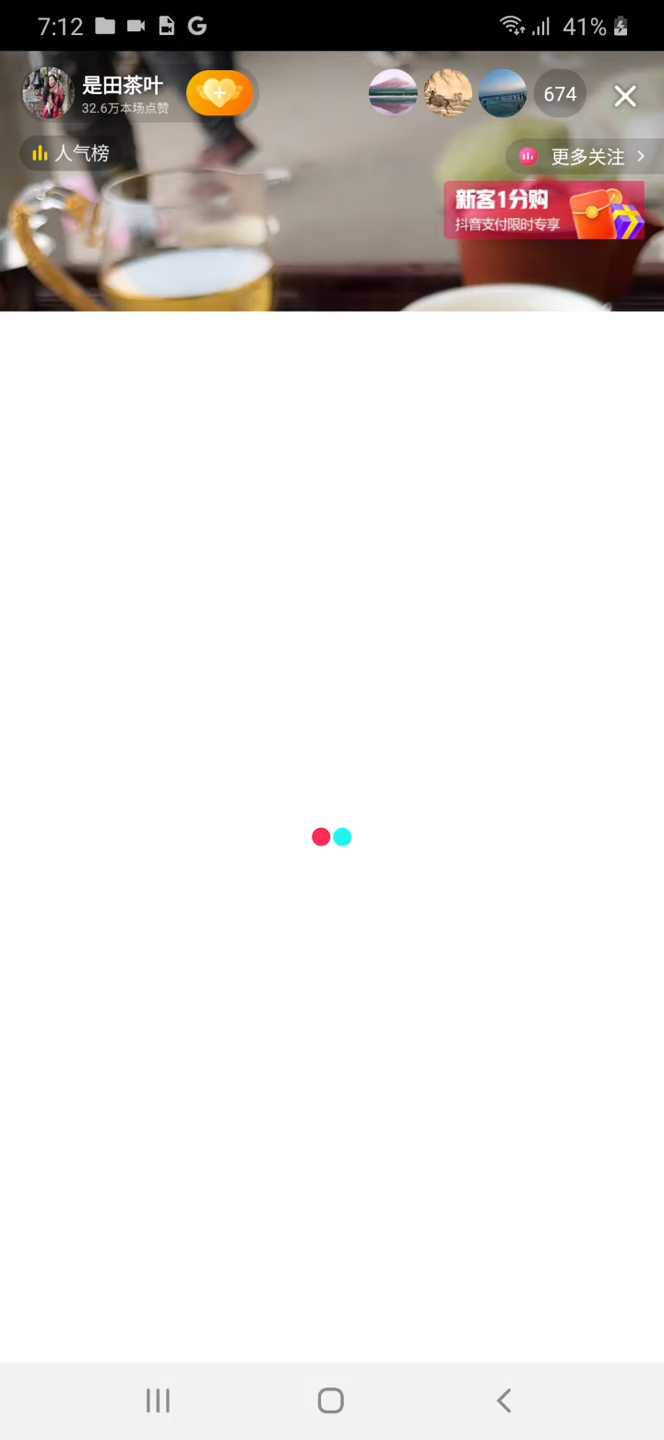 7:12
41%
是田茶叶
32.6万本场点赞
674
人气榜
更多关注
新客1分购
抖音支付限时专享